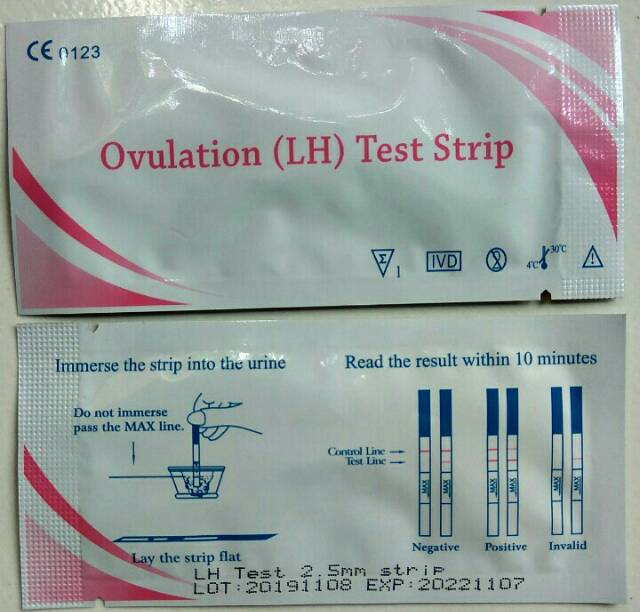 CE 0123
Ovulation (LH) Test Strip
Σ 1 IVD 2 4°C 30°C
Immerse the strip into the urine
Read the result within 10 minutes
Do not immerse
pass the MAX line.
Control Line
Test Line
MAX MAX MAX MAX MAX MAX
Negative Positive Invalid
Lay the strip flat
LH Test 2.5mm strip
LOT:20191108 EXP:20221107